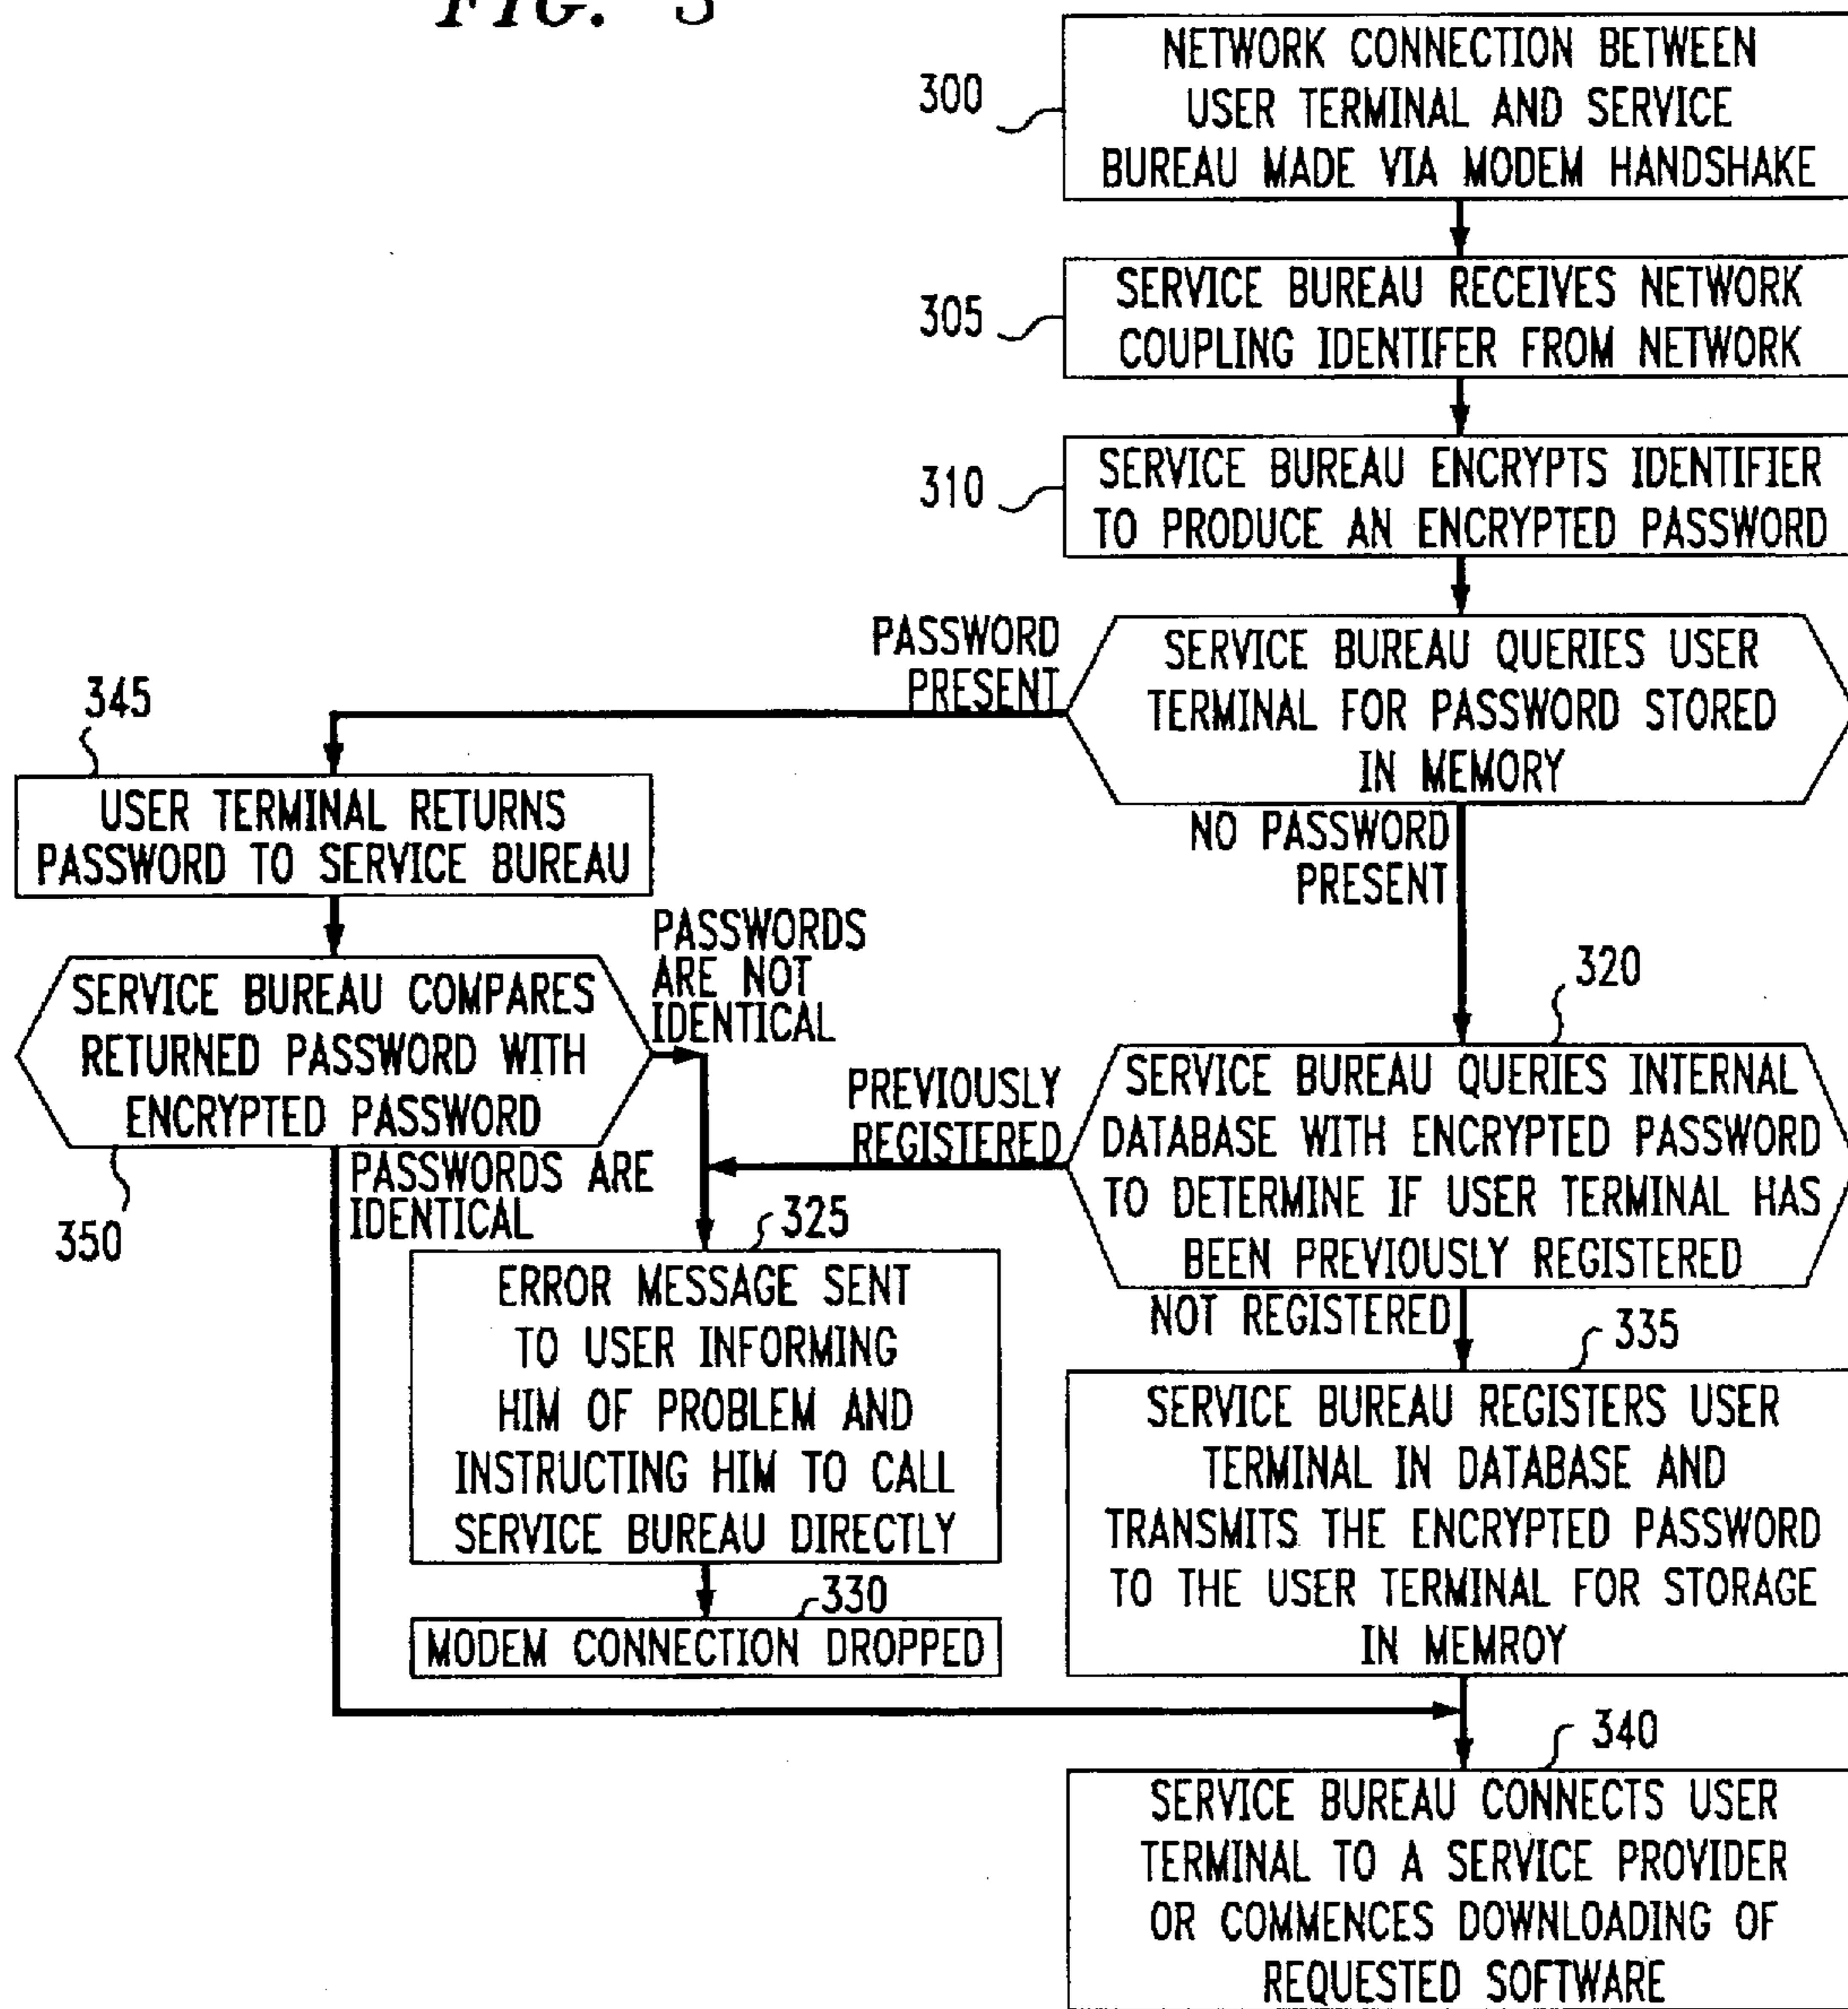 FIG. 3
300
NETWORK CONNECTION BETWEEN
USER TERMINAL AND SERVICE
BUREAU MADE VIA MODEM HANDSHAKE
305
SERVICE BUREAU RECEIVES NETWORK
COUPLING IDENTIFER FROM NETWORK
310
SERVICE BUREAU ENCRYPTS IDENTIFIER
TO PRODUCE AN ENCRYPTED PASSWORD
SERVICE BUREAU QUERIES USER
TERMINAL FOR PASSWORD STORED
IN MEMORY
PASSWORD
PRESENT
NO PASSWORD
PRESENT
345
USER TERMINAL RETURNS
PASSWORD TO SERVICE BUREAU
SERVICE BUREAU COMPARES
RETURNED PASSWORD WITH
ENCRYPTED PASSWORD
350
PASSWORDS
ARE NOT
IDENTICAL
PASSWORDS ARE
IDENTICAL
320
SERVICE BUREAU QUERIES INTERNAL
DATABASE WITH ENCRYPTED PASSWORD
TO DETERMINE IF USER TERMINAL HAS
BEEN PREVIOUSLY REGISTERED
PREVIOUSLY
REGISTERED
NOT REGISTERED
325
ERROR MESSAGE SENT
TO USER INFORMING
HIM OF PROBLEM AND
INSTRUCTING HIM TO CALL
SERVICE BUREAU DIRECTLY
330
MODEM CONNECTION DROPPED
335
SERVICE BUREAU REGISTERS USER
TERMINAL IN DATABASE AND
TRANSMITS THE ENCRYPTED PASSWORD
TO THE USER TERMINAL FOR STORAGE
IN MEMROY
340
SERVICE BUREAU CONNECTS USER
TERMINAL TO A SERVICE PROVIDER
OR COMMENCES DOWNLOADING OF
REQUESTED SOFTWARE